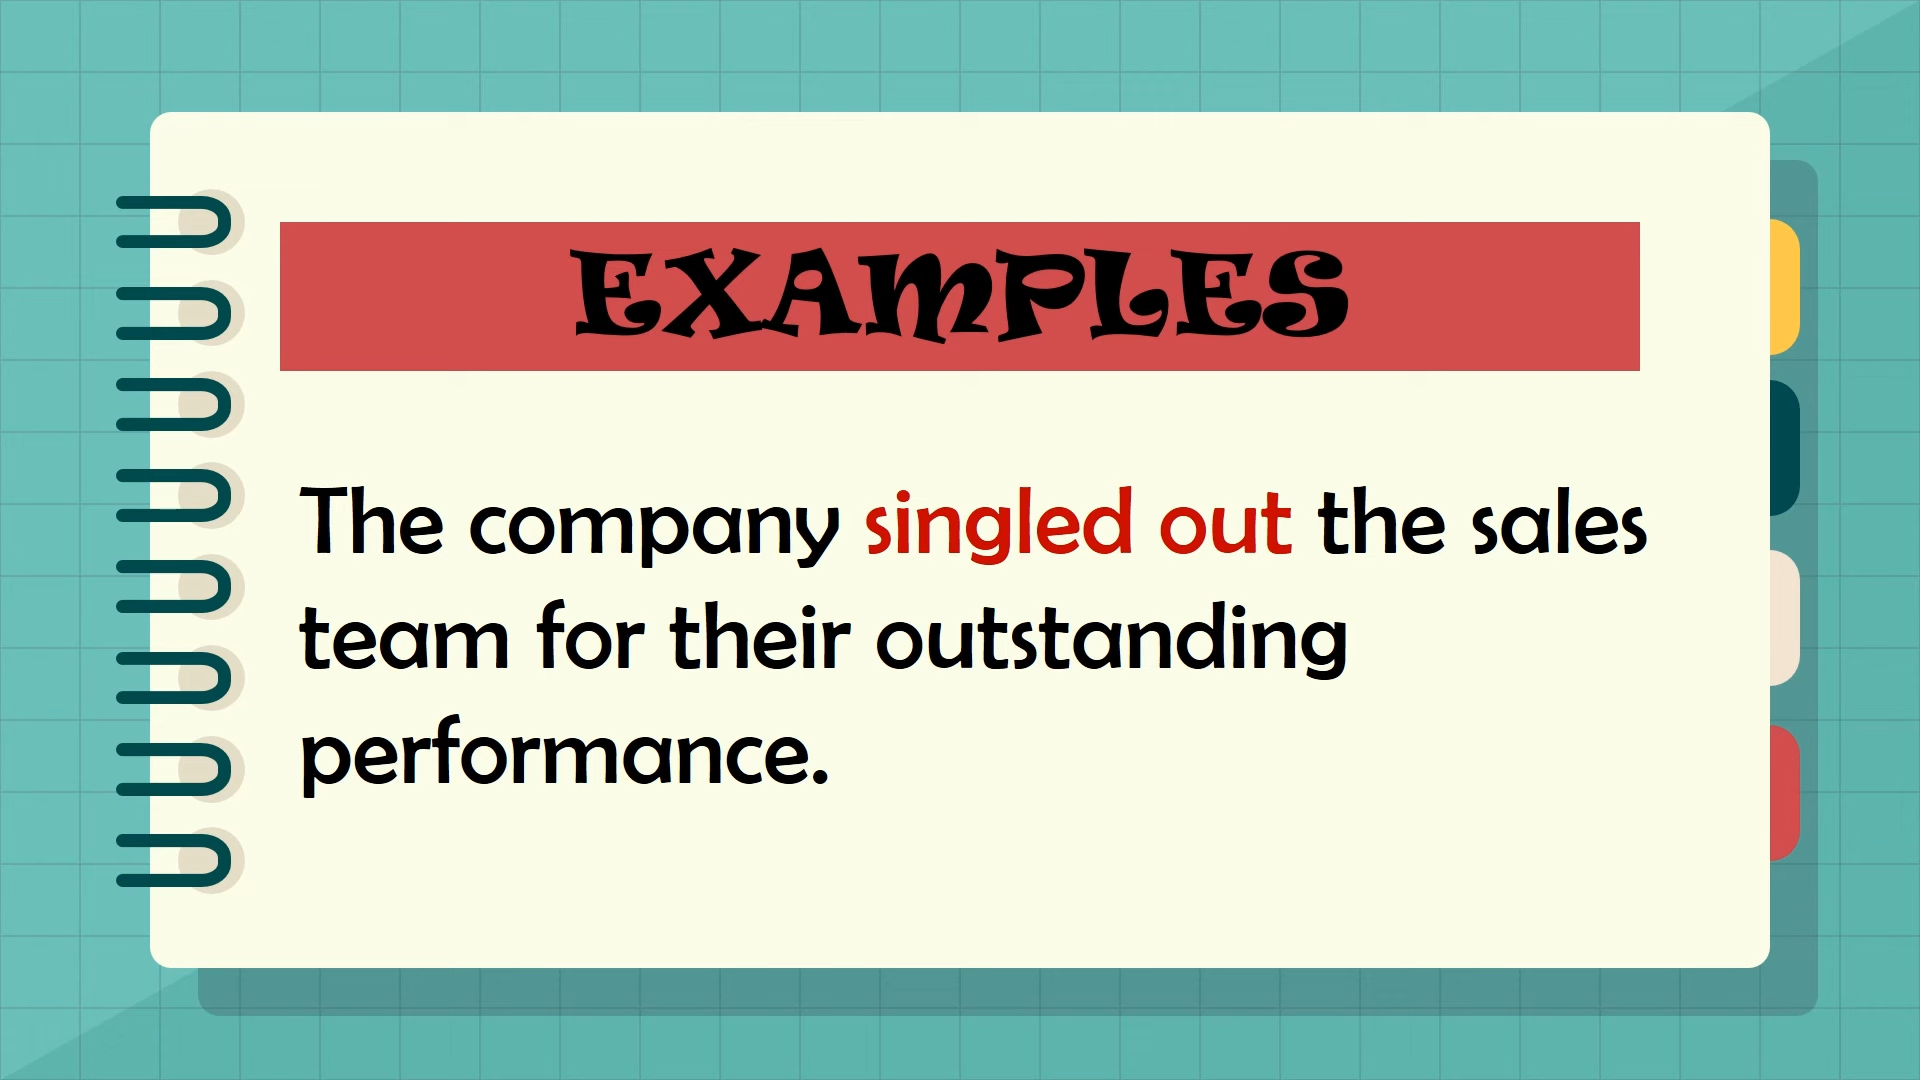 EXAMPLES
The company singled out the sales
team for their outstanding
performance.